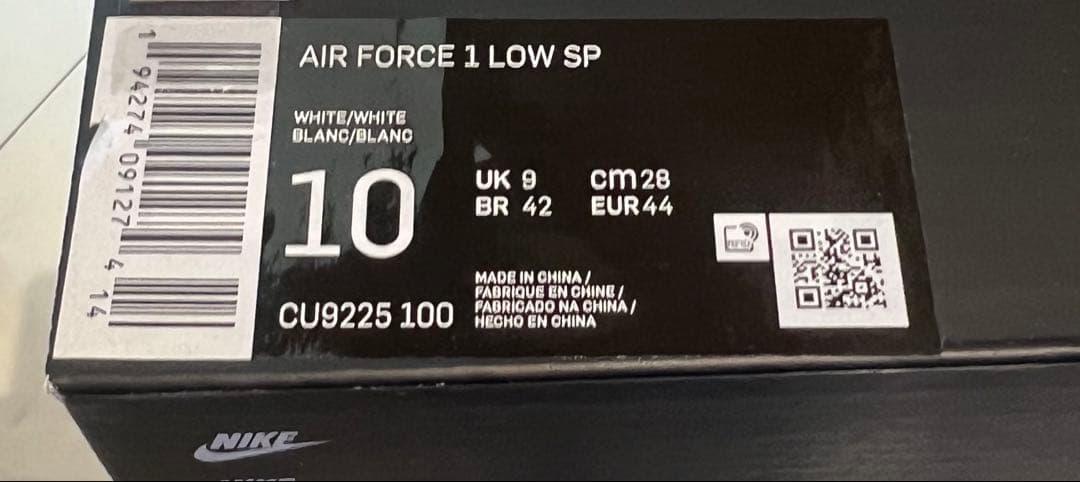 AIR FORCE 1 LOW SP
WHITE/WHITE
BLANC/BLANC
10
UK 9 cm 28
BR 42 EUR 44
CU9225 100
MADE IN CHINA /
FABRIQUE EN CHINE /
FABRICADO NA CHINA /
HECHO EN CHINA
1 94274 09127 4 14
NIKE